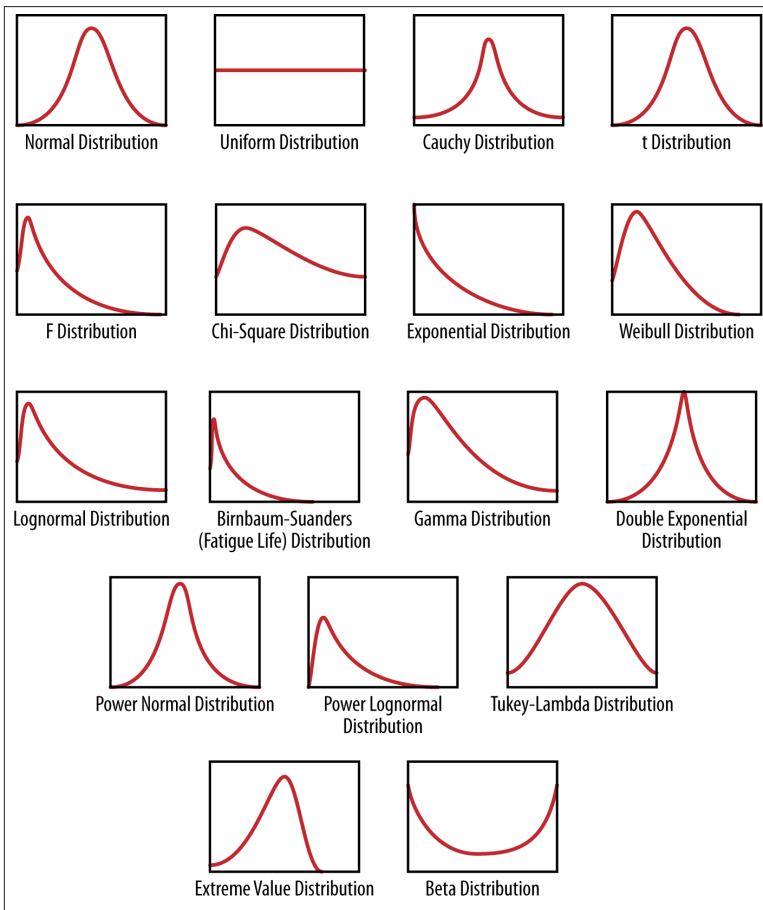 Normal Distribution
Uniform Distribution
Cauchy Distribution
t Distribution
F Distribution
Chi-Square Distribution
Exponential Distribution
Weibull Distribution
Lognormal Distribution
Birnbaum-Suanders
(Fatigue Life) Distribution
Gamma Distribution
Double Exponential
Distribution
Power Normal Distribution
Power Lognormal
Distribution
Tukey-Lambda Distribution
Extreme Value Distribution
Beta Distribution